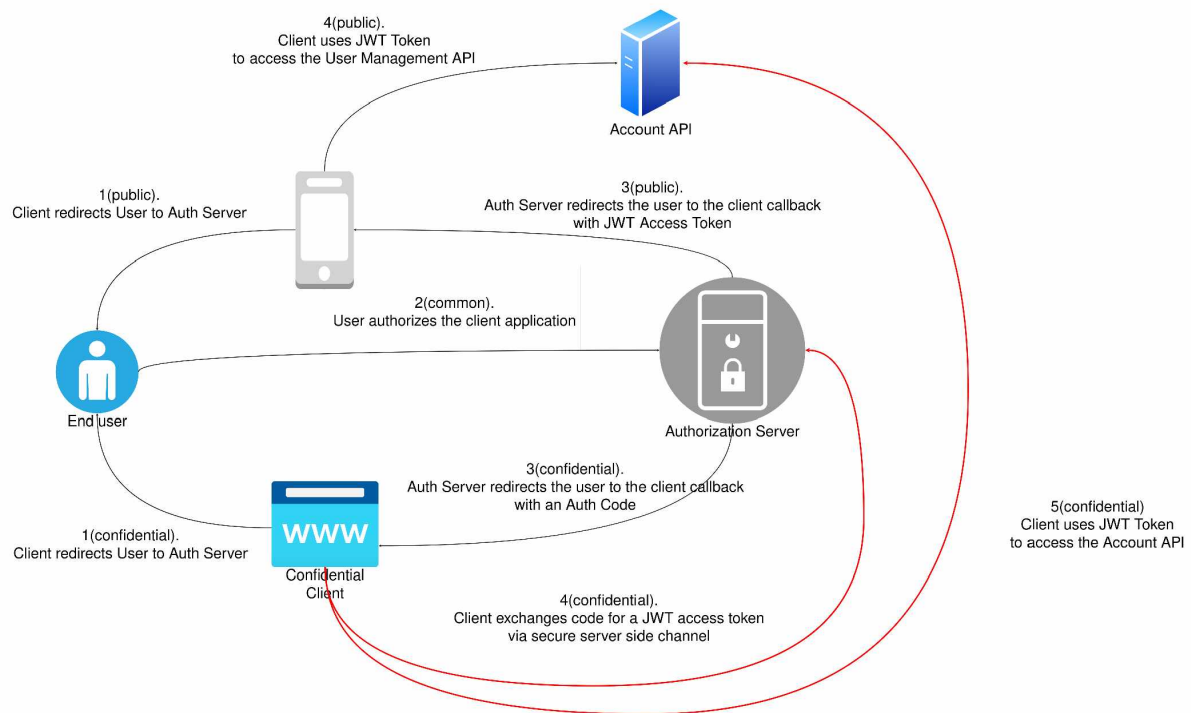 4(public).
Client uses JWT Token
to access the User Management API
Account API
1(public).
Client redirects User to Auth Server
3(public).
Auth Server redirects the user to the client callback
with JWT Access Token
2(common).
User authorizes the client application
End user
Authorization Server
3(confidential).
Auth Server redirects the user to the client callback
with an Auth Code
1(confidential).
Client redirects User to Auth Server
www
Confidential
Client
4(confidential).
Client exchanges code for a JWT access token
via secure server side channel
5(confidential)
Client uses JWT Token
to access the Account API